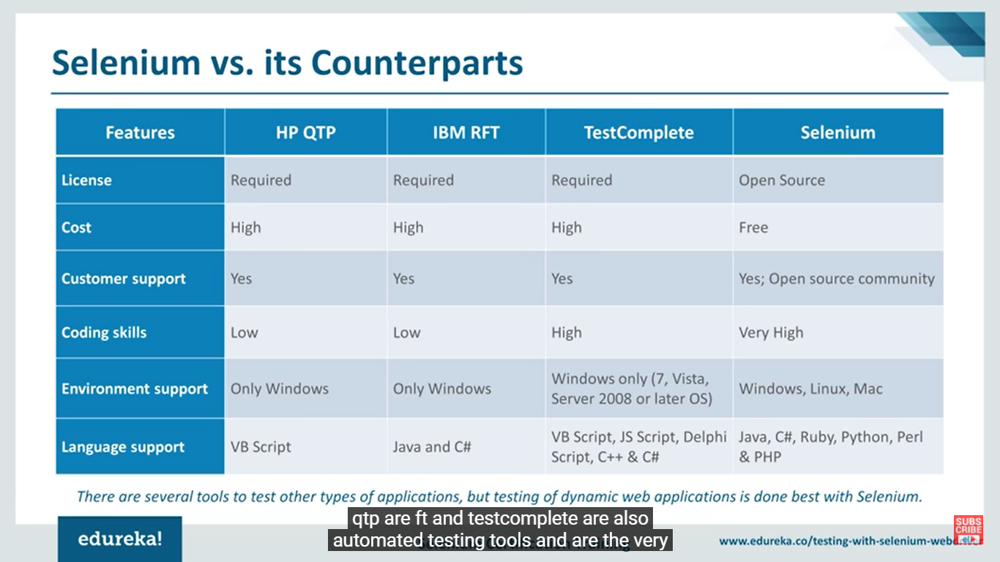 Selenium vs. its Counterparts
Features HP QTP IBM RFT TestComplete Selenium
License Required Required Required Open Source
Cost High High High Free
Customer support Yes Yes Yes Yes; Open source community
Coding skills Low Low High Very High
Environment support Only Windows Only Windows Windows only (7, Vista, Server 2008 or later OS) Windows, Linux, Mac
Language support VB Script Java and C# VB Script, JS Script, Delphi Script, C++ & C# Java, C#, Ruby, Python, Perl & PHP
There are several tools to test other types of applications, but testing of dynamic web applications is done best with Selenium.
qtp are ft and testcomplete are also
automated testing tools and are the very
edureka!
www.edureka.co/testing-with-selenium-webdriver
SUBS
CRIBE